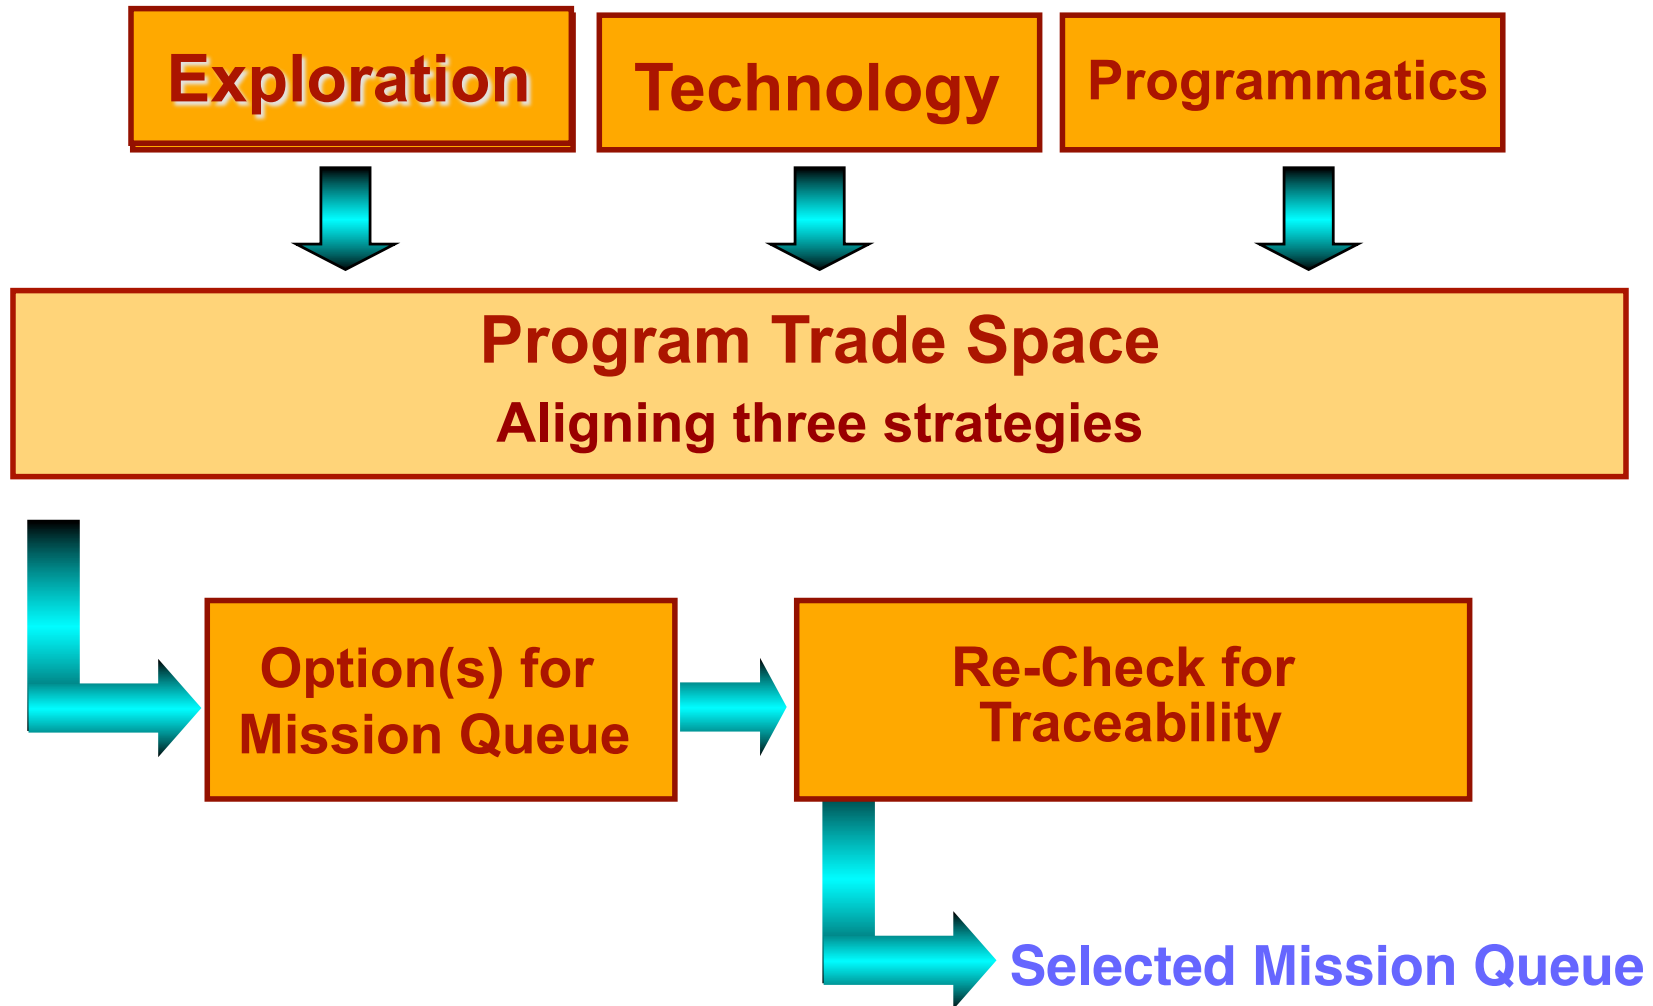 Exploration
Technology
Programmatics
Program Trade Space
Aligning three strategies
Option(s) for
Mission Queue
Re-Check for
Traceability
Selected Mission Queue